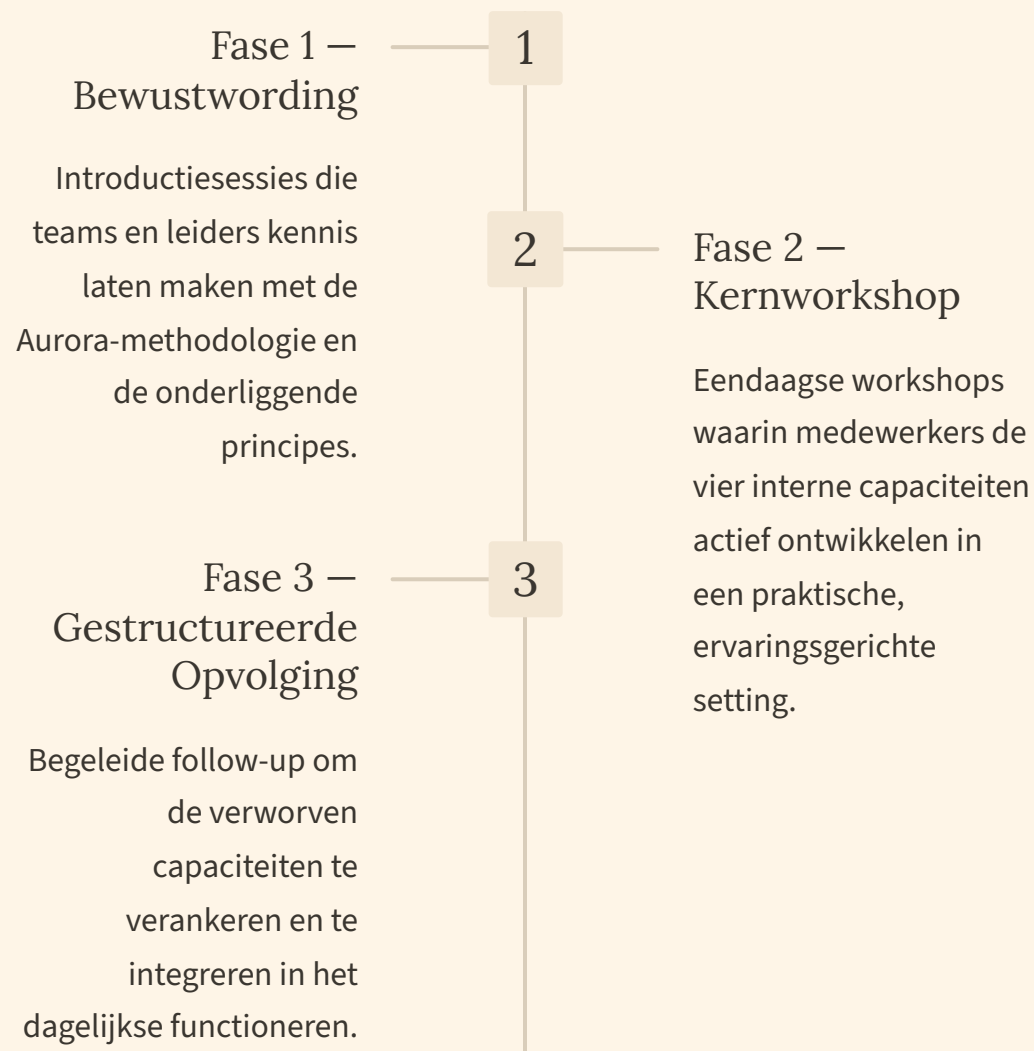 Fase 1 —
Bewustwording
Introductiesessies die
teams en leiders kennis
laten maken met de
Aurora-methodologie en
de onderliggende
principes.
1
2
Fase 2 —
Kernworkshop
Eendaagse workshops
waarin medewerkers de
vier interne capaciteiten
actief ontwikkelen in
een praktische,
ervaringsgerichte
setting.
Fase 3 —
Gestructureerde
Opvolging
Begeleide follow-up om
de verworven
capaciteiten te
verankeren en te
integreren in het
dagelijkse functioneren.
3